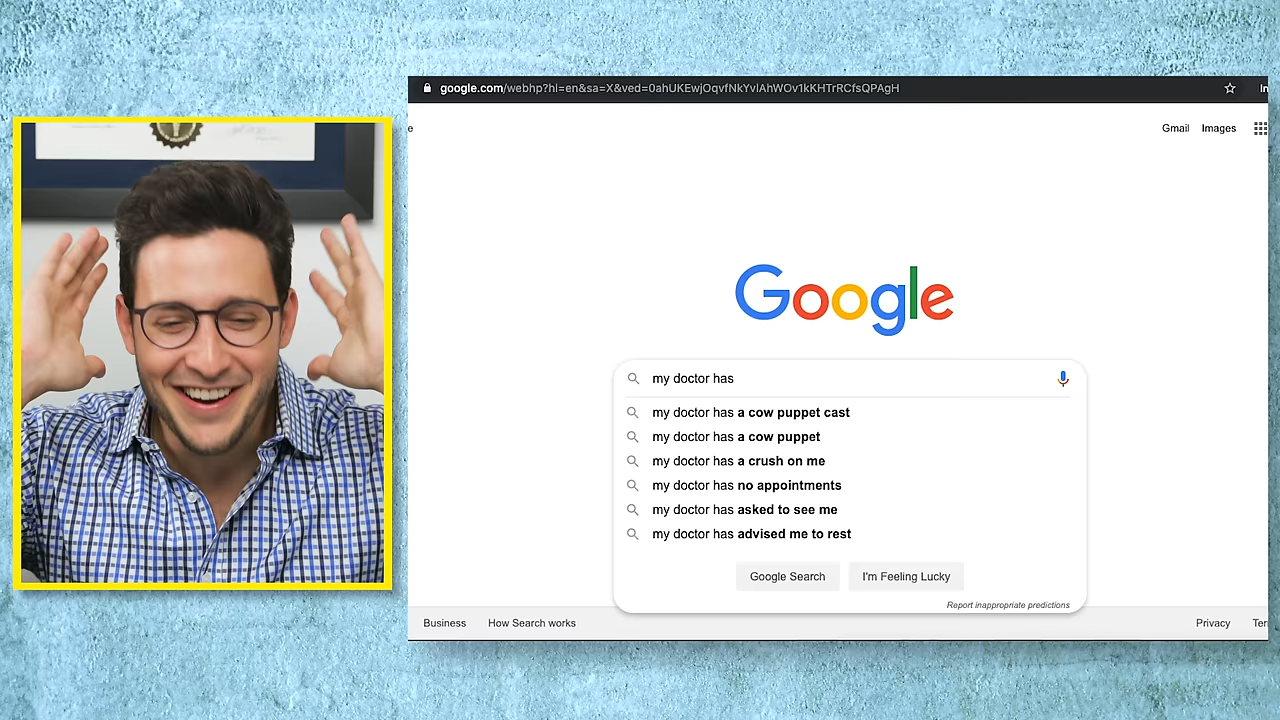 google.com/webhp?hl=en&sa=X&ved=0ahUKEwjOqvfNkYvlAhWOv1kKHTrRCfsQPAgH
In
e
Gmail Images
Google
my doctor has
my doctor has a cow puppet cast
my doctor has a cow puppet
my doctor has a crush on me
my doctor has no appointments
my doctor has asked to see me
my doctor has advised me to rest
Google Search I'm Feeling Lucky
Report inappropriate predictions
Business How Search works Privacy Ter